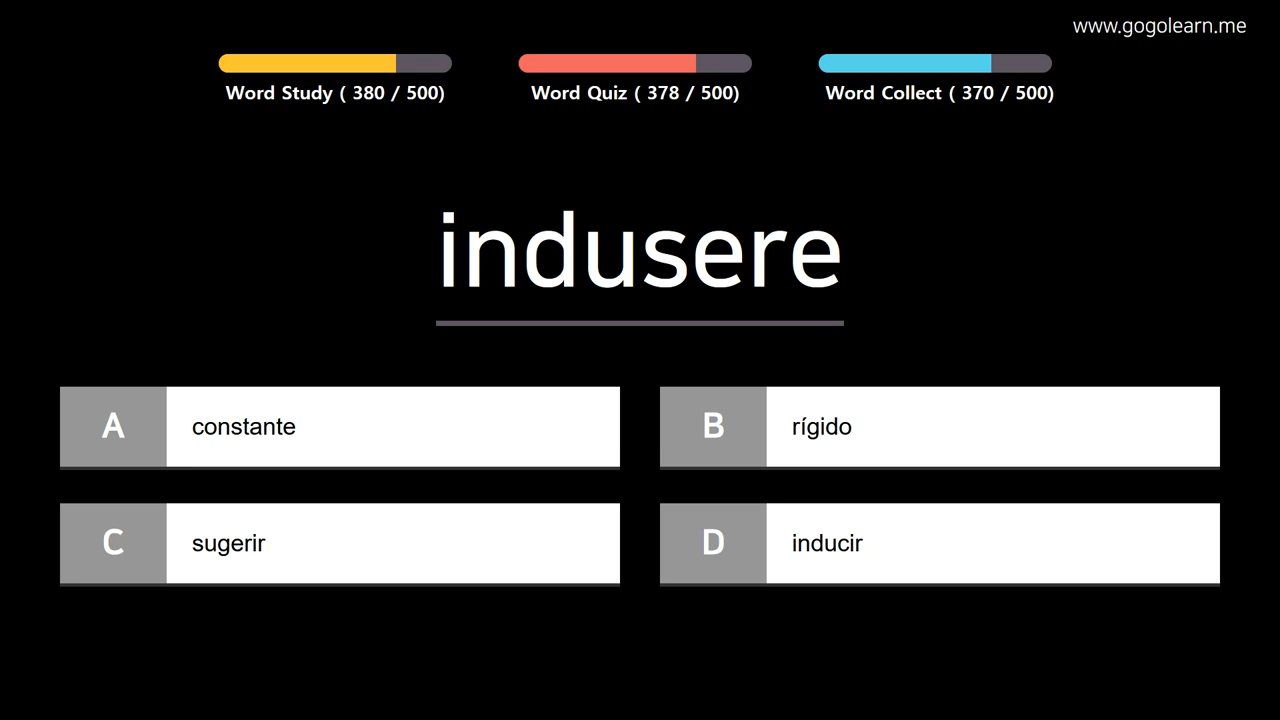 www.gogolearn.me
Word Study ( 380 / 500)
Word Quiz ( 378 / 500)
Word Collect ( 370 / 500)
indusere
A constante
B rígido
C sugerir
D inducir